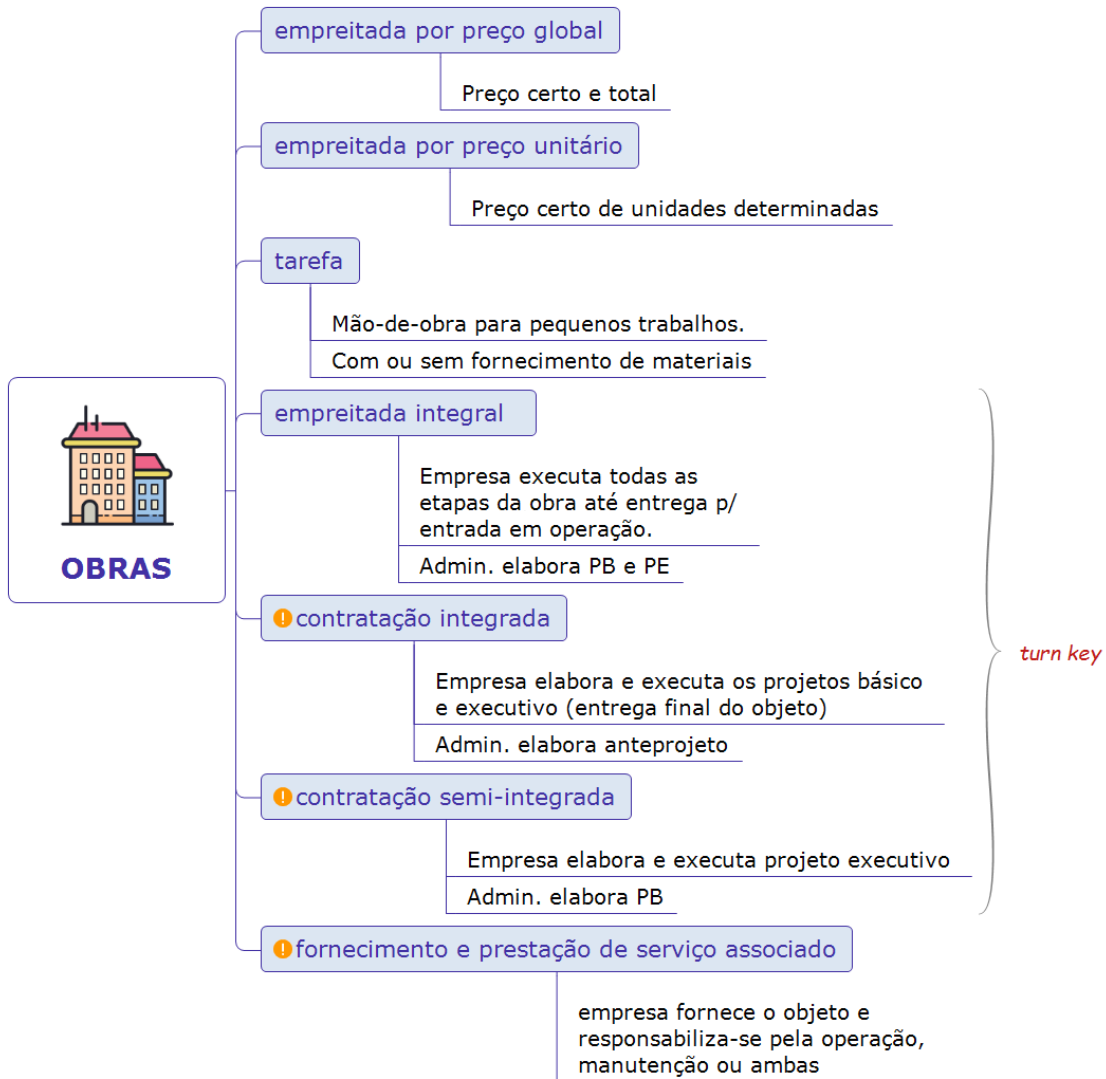 empreitada por preço global
Preço certo e total
empreitada por preço unitário
Preço certo de unidades determinadas
tarefa
Mão-de-obra para pequenos trabalhos.
Com ou sem fornecimento de materiais
OBRAS
empreitada integral
Empresa executa todas as
etapas da obra até entrega p/
entrada em operação.
Admin. elabora PB e PE
contratação integrada
Empresa elabora e executa os projetos básico
e executivo (entrega final do objeto)
Admin. elabora anteprojeto
contratação semi-integrada
Empresa elabora e executa projeto executivo
Admin. elabora PB
turn key
fornecimento e prestação de serviço associado
empresa fornece o objeto e
responsabiliza-se pela operação,
manutenção ou ambas